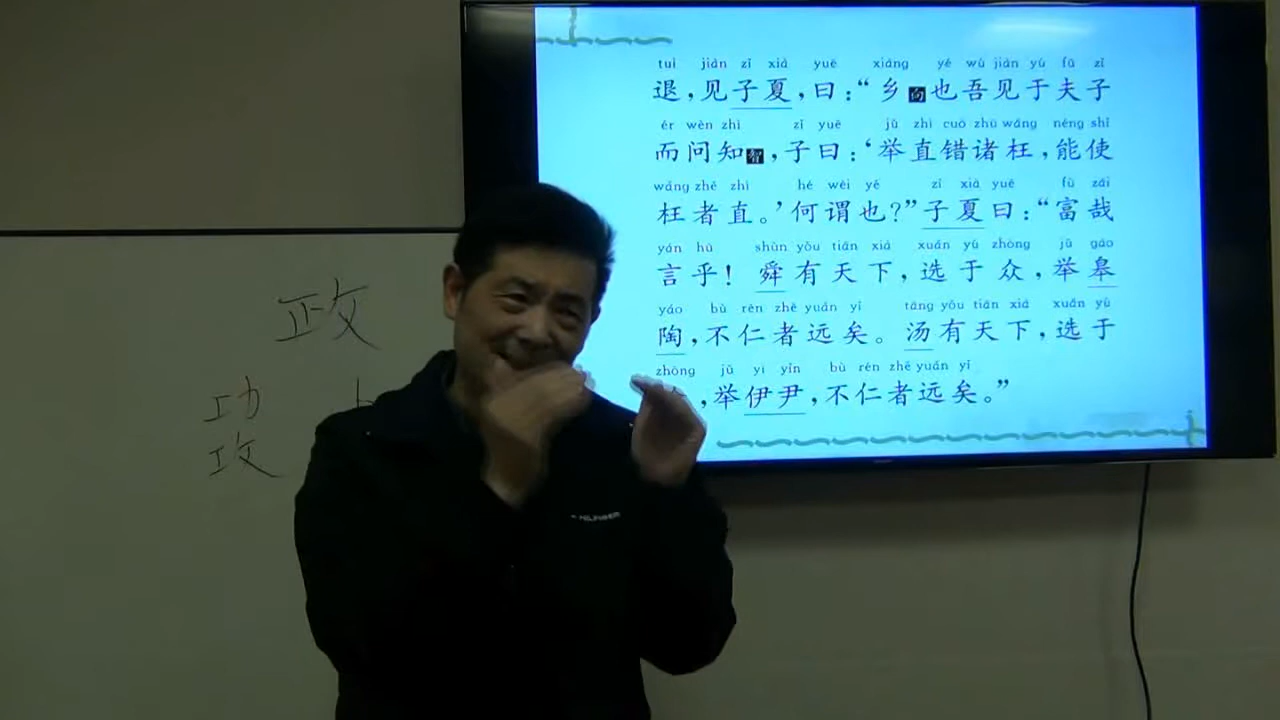 tuì jiàn zǐ xià yuē xiàng yě wú jiàn yú fū zǐ
退，见子夏，曰：“乡向也吾见于夫子
ér wèn zhì zǐ yuē jǔ zhí cuò zhū wǎng néng shǐ
而问知智，子曰：‘举直错诸枉，能使
wǎng zhě zhí hé wèi yě zǐ xià yuē fù zāi
枉者直。’何谓也？”子夏曰：“富哉
yán hū shùn yǒu tiān xià xuǎn yú zhòng jǔ gāo
言乎！舜有天下，选于众，举皋
yáo bù rén zhě yuǎn yǐ tāng yǒu tiān xià xuǎn yú
陶，不仁者远矣。汤有天下，选于
zhòng jǔ yī yǐn bù rén zhě yuǎn yǐ
，举伊尹，不仁者远矣。”
政
功
攻